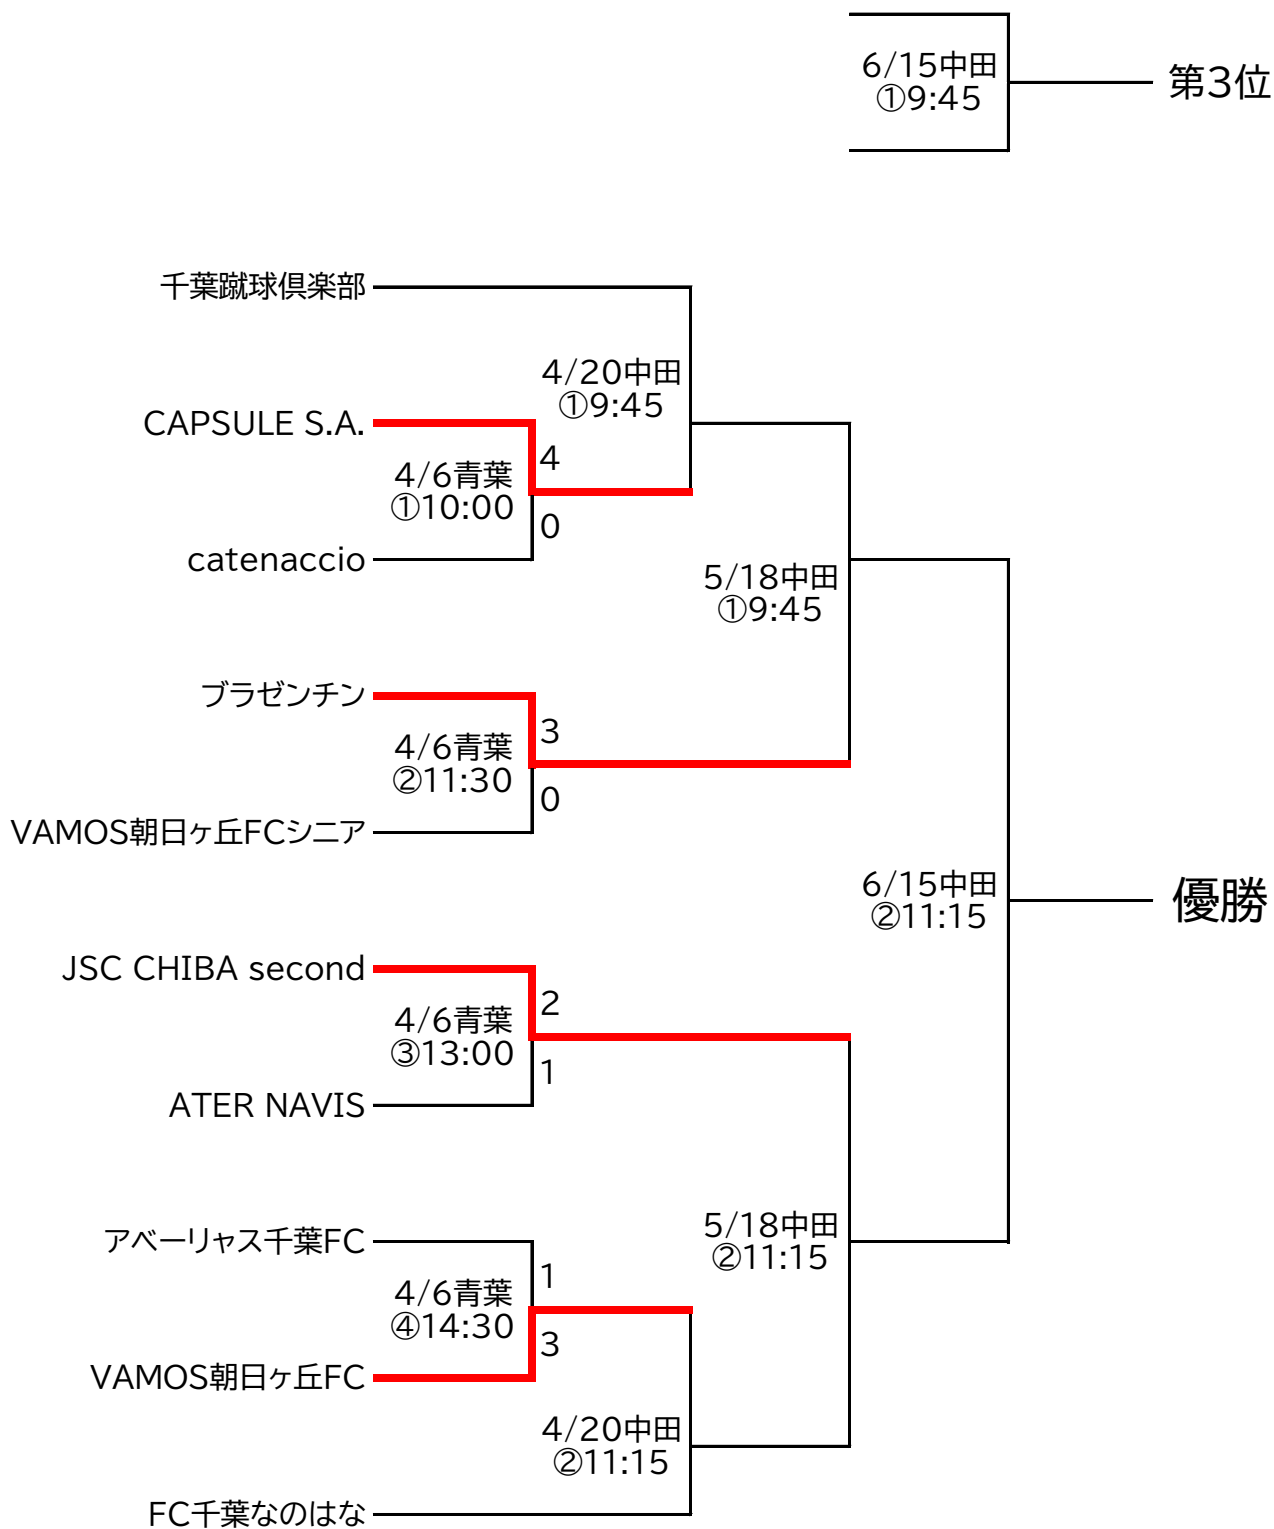 6/15中田
①9:45
第3位
千葉蹴球倶楽部
4/20中田
①9:45
CAPSULE S.A.
4
4/6青葉
①10:00
0
catenaccio
5/18中田
①9:45
ブラゼンチン
3
4/6青葉
②11:30
0
VAMOS朝日ヶ丘FCシニア
6/15中田
②11:15
優勝
JSC CHIBA second
2
4/6青葉
③13:00
1
ATER NAVIS
5/18中田
②11:15
アベーリャス千葉FC
1
4/6青葉
④14:30
3
VAMOS朝日ヶ丘FC
4/20中田
②11:15
FC千葉なのはな